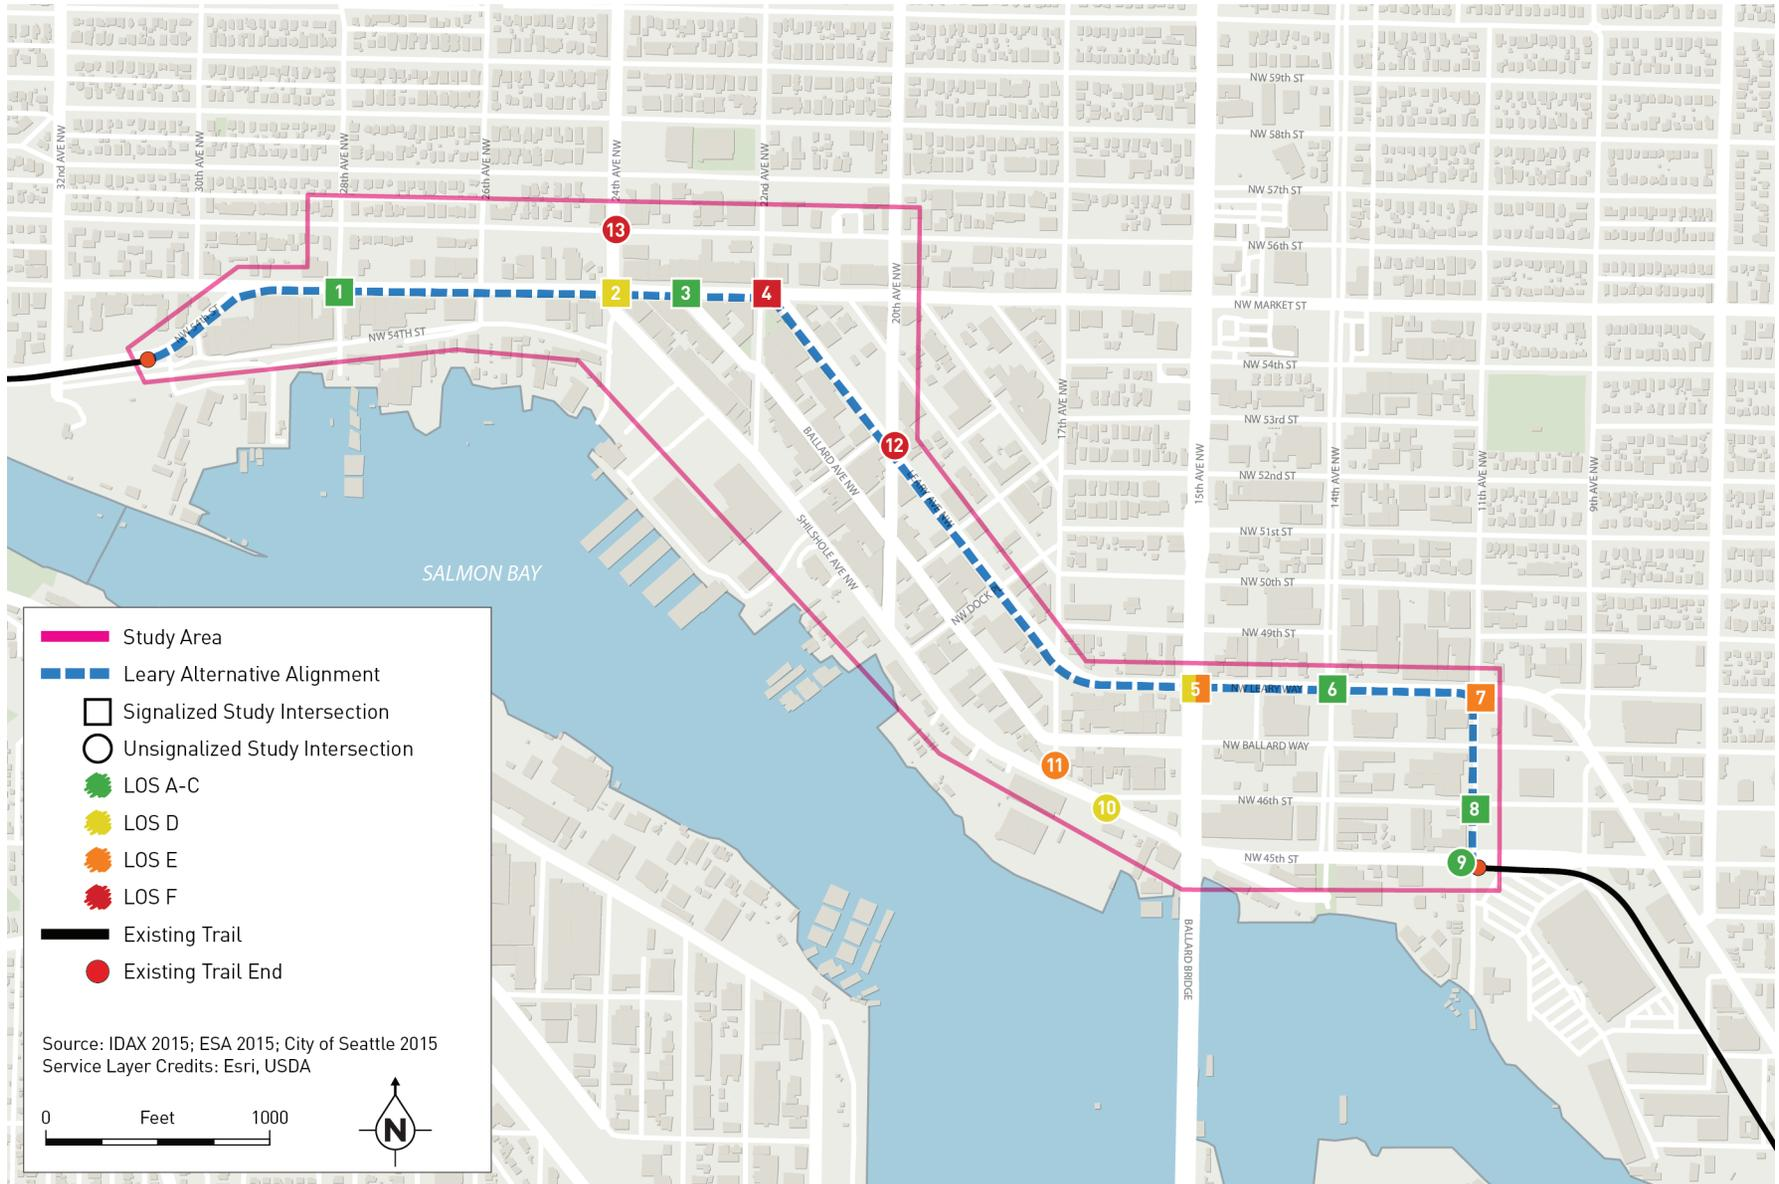 NW 59th ST
NW 58th ST
32nd AVE NW
30th AVE NW
28th AVE NW
26th AVE NW
24th AVE NW
22nd AVE NW
NW 57th ST
13
NW 56th ST
20th AVE NW
1
2
3
4
NW MARKET ST
NW 54th ST
NW 54TH ST
NW 54th ST
17th AVE NW
NW 53rd ST
12
BALLARD AVE NW
LEARY AVE NW
15th AVE NW
14th AVE NW
11th AVE NW
9th AVE NW
NW 52nd ST
SHILSHOLE AVE NW
NW 51st ST
SALMON BAY
NW 50th ST
NW DOCK
NW 49th ST
5
NW LEARY WAY
6
7
NW BALLARD WAY
11
10
NW 46th ST
8
NW 45th ST
9
BALLARD BRIDGE
Study Area
Leary Alternative Alignment
Signalized Study Intersection
Unsignalized Study Intersection
LOS A-C
LOS D
LOS E
LOS F
Existing Trail
Existing Trail End
Source: IDAX 2015; ESA 2015; City of Seattle 2015
Service Layer Credits: Esri, USDA
0 Feet 1000
N